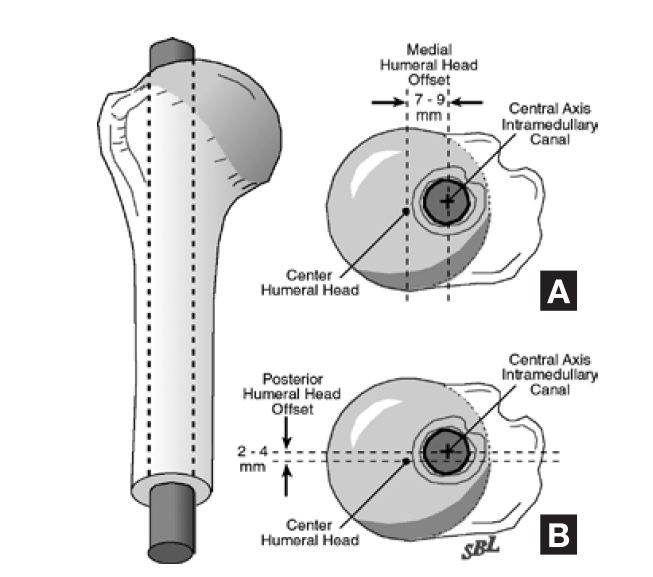 Medial
Humeral Head
Offset
7 - 9
mm
Central Axis
Intramedullary
Canal
Center
Humeral Head
A
Posterior
Humeral Head
Offset
2 - 4
mm
Central Axis
Intramedullary
Canal
Center
Humeral Head
SBL
B